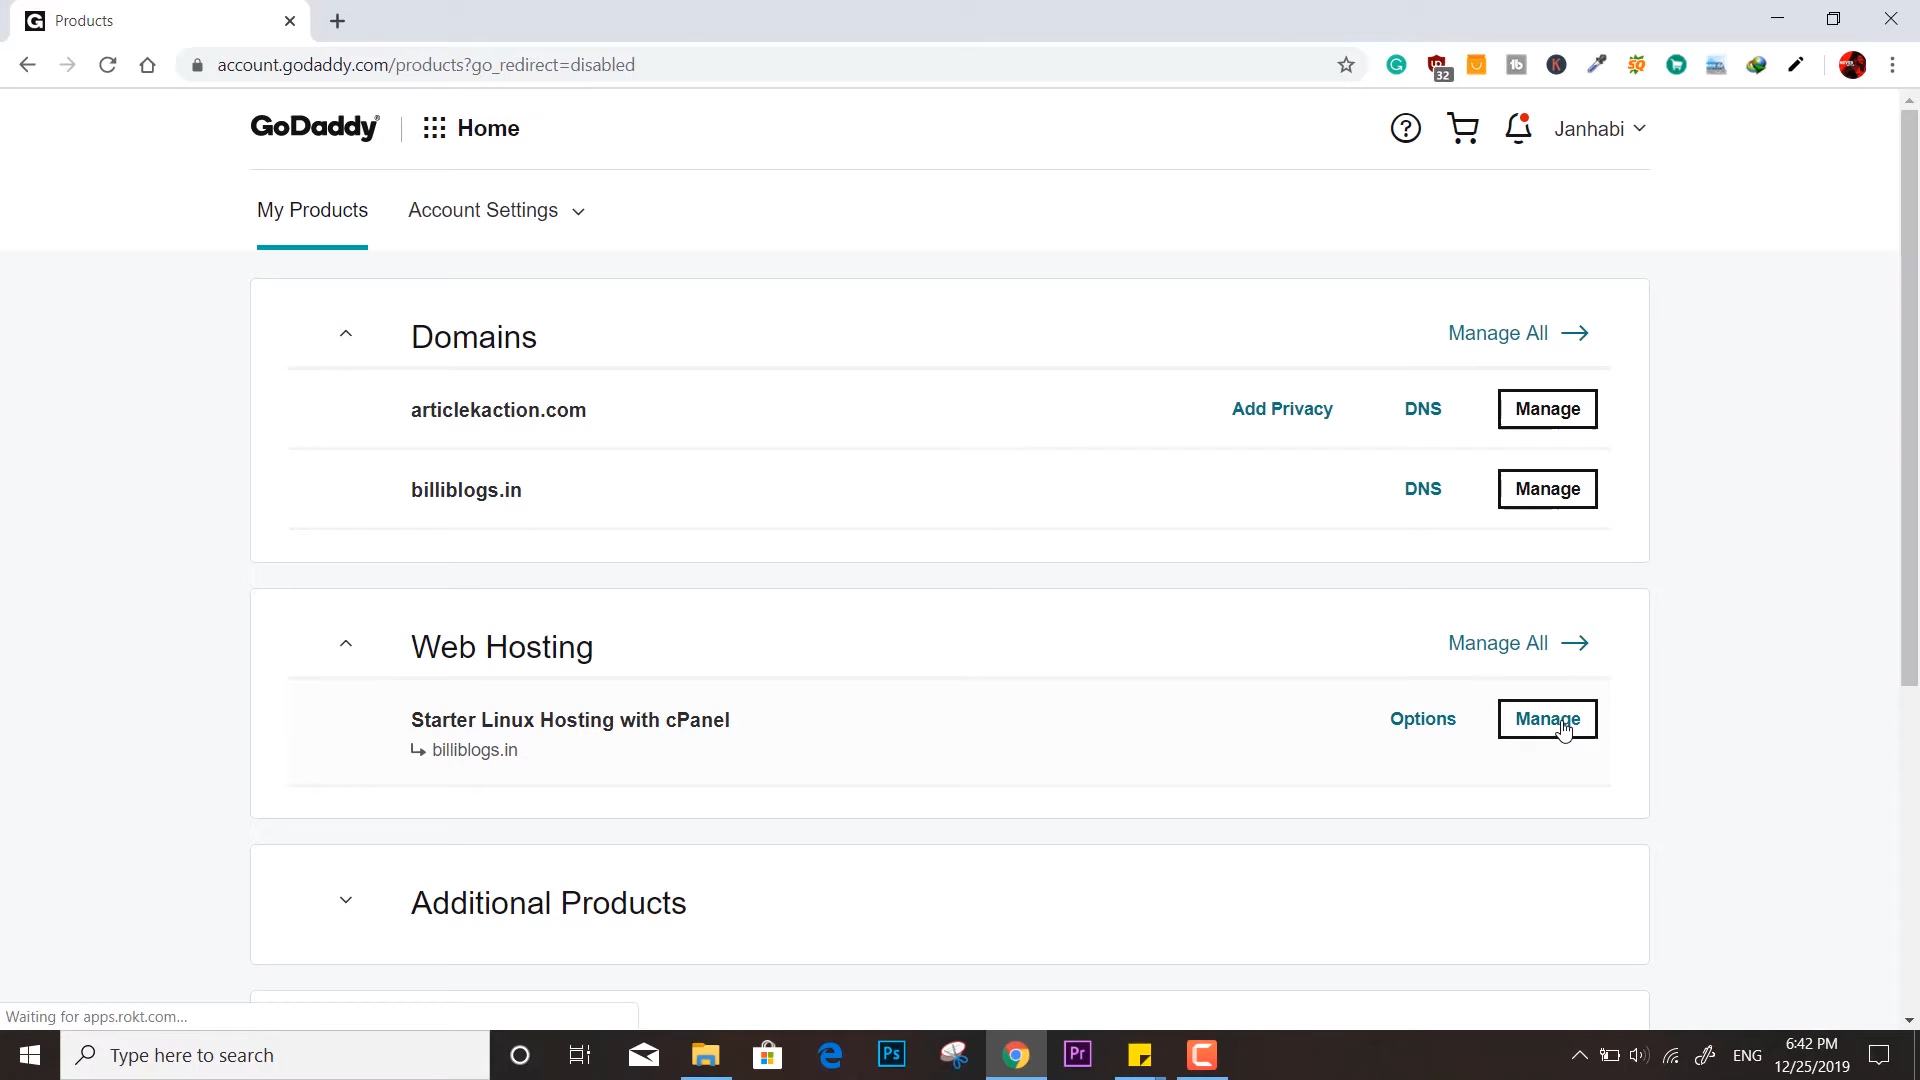 Products
account.godaddy.com/products?go_redirect=disabled
32
GoDaddy
Home
Janhabi
My Products
Account Settings
Domains
Manage All
articlekaction.com
Add Privacy
DNS
Manage
billiblogs.in
DNS
Manage
Web Hosting
Manage All
Starter Linux Hosting with cPanel
billiblogs.in
Options
Manage
Additional Products
Waiting for apps.rokt.com...
Type here to search
Ps
Pr
ENG
6:42 PM
12/25/2019